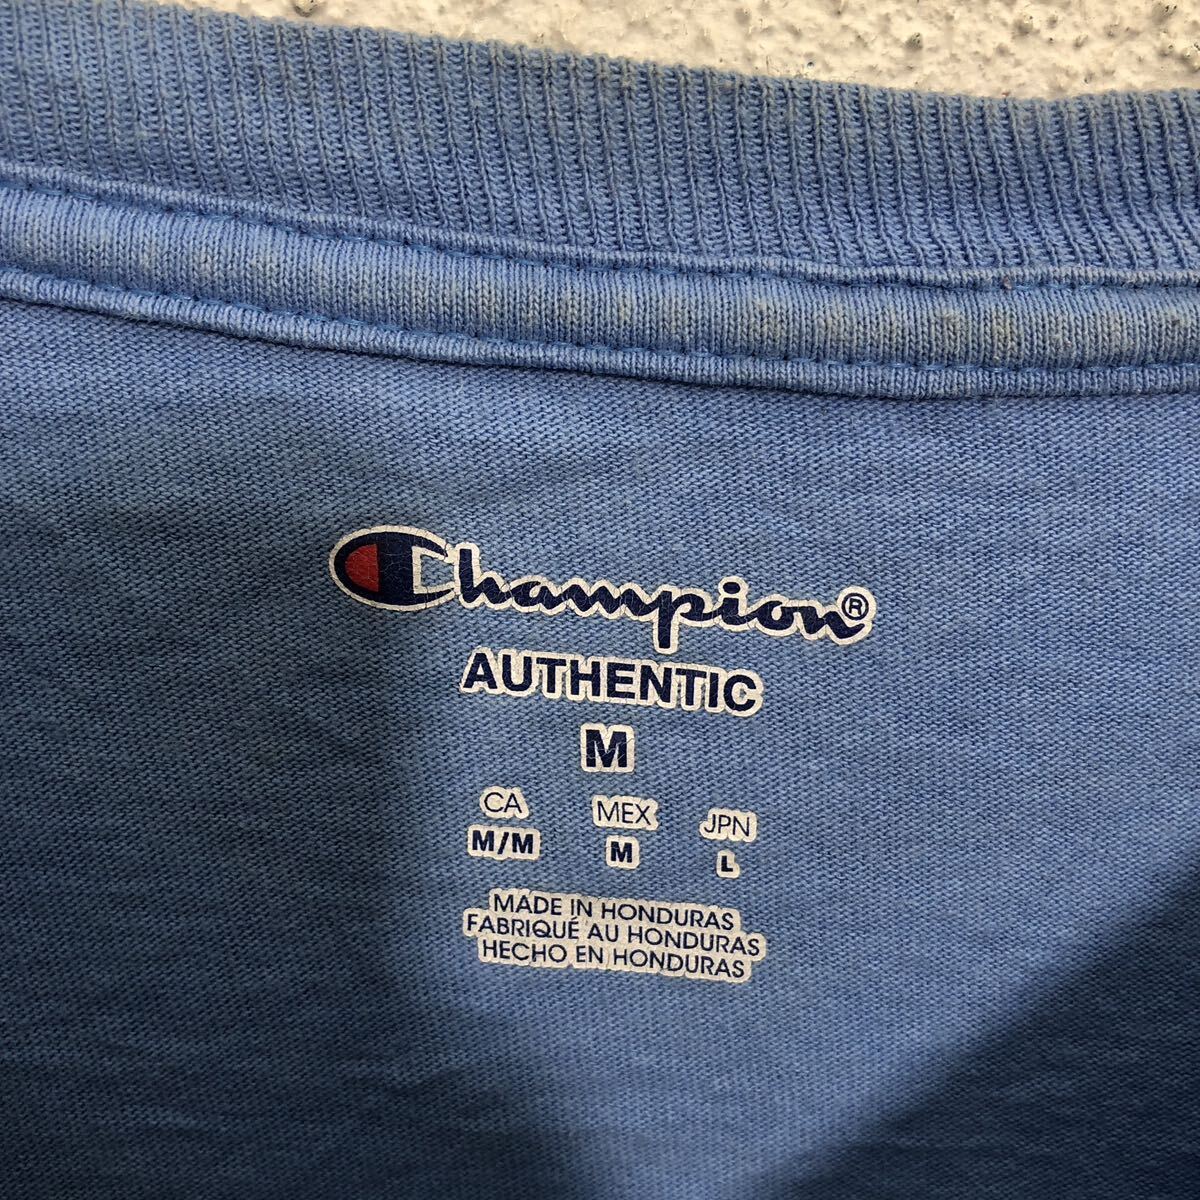 Champion®
AUTHENTIC
M
CA MEX JPN
M/M M L
MADE IN HONDURAS
FABRIQUÉ AU HONDURAS
HECHO EN HONDURAS